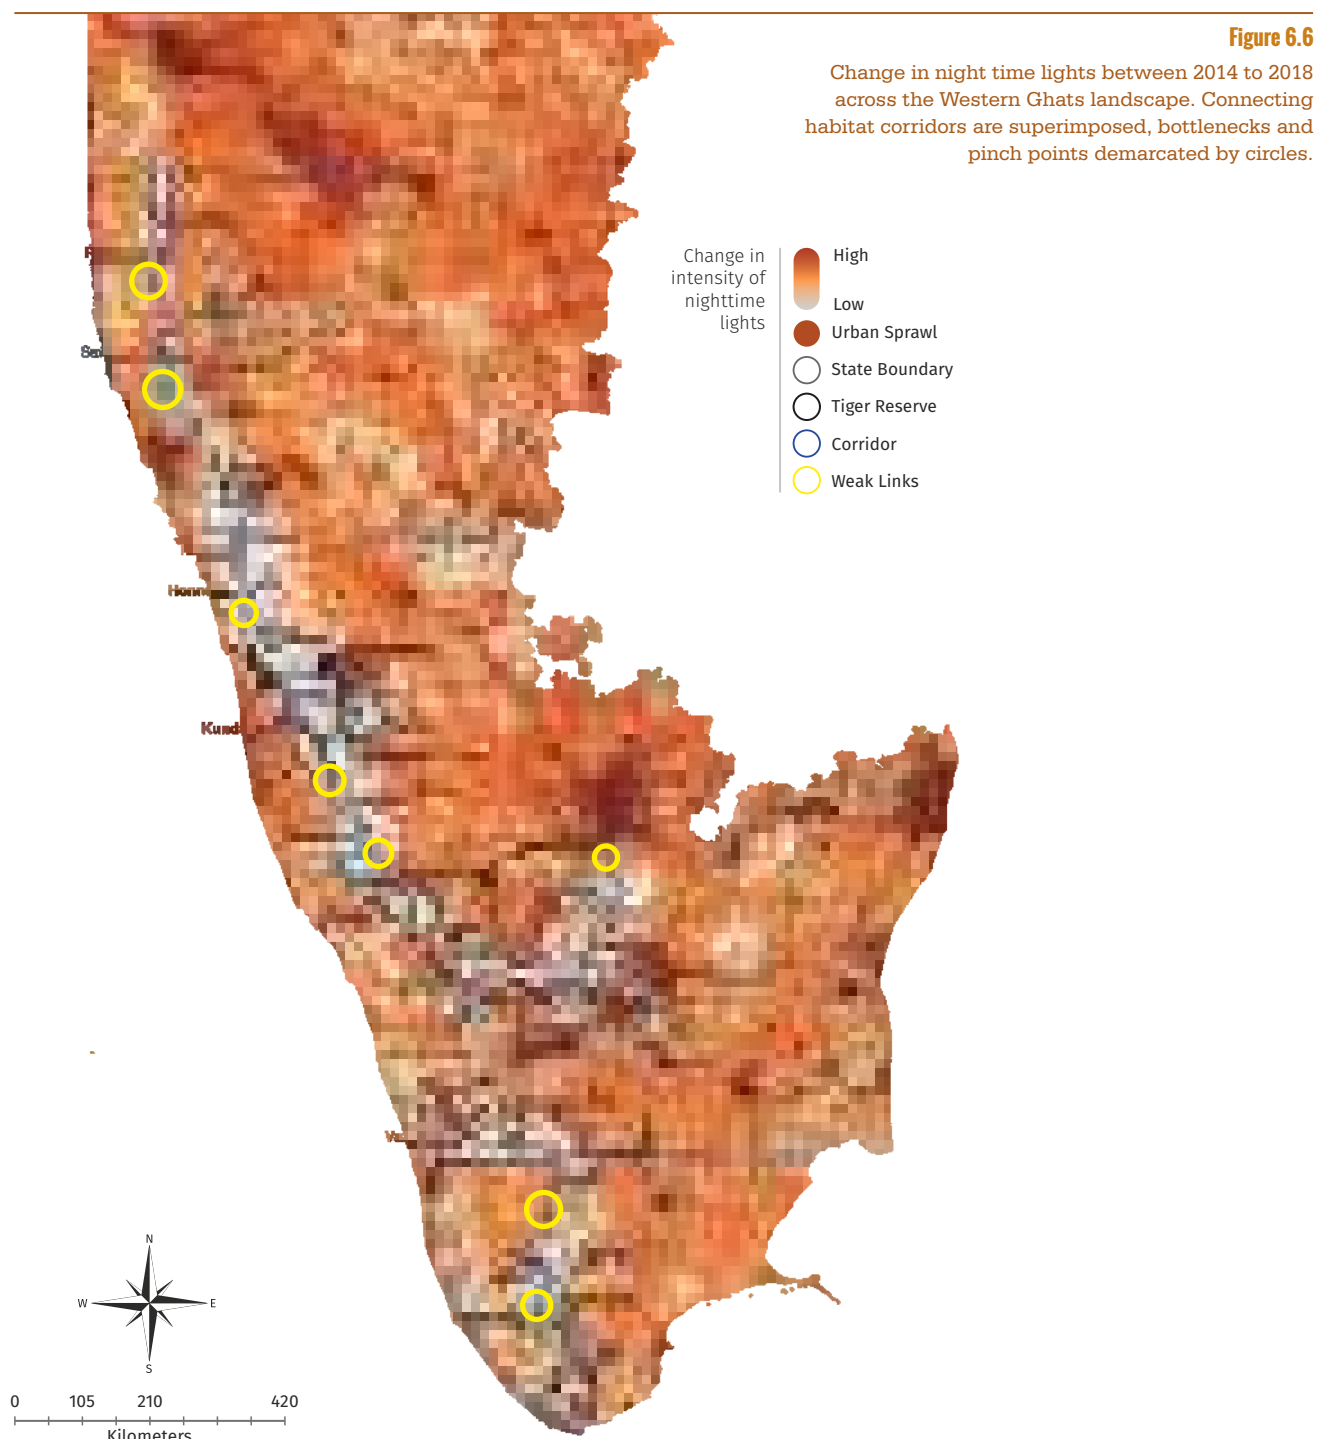 Figure 6.6
Change in night time lights between 2014 to 2018
across the Western Ghats landscape. Connecting
habitat corridors are superimposed, bottlenecks and
pinch points demarcated by circles.
Change in
intensity of
nighttime
lights
High
Low
Urban Sprawl
State Boundary
Tiger Reserve
Corridor
Weak Links
Kund
N
W
E
S
0 105 210 420
Kilometers